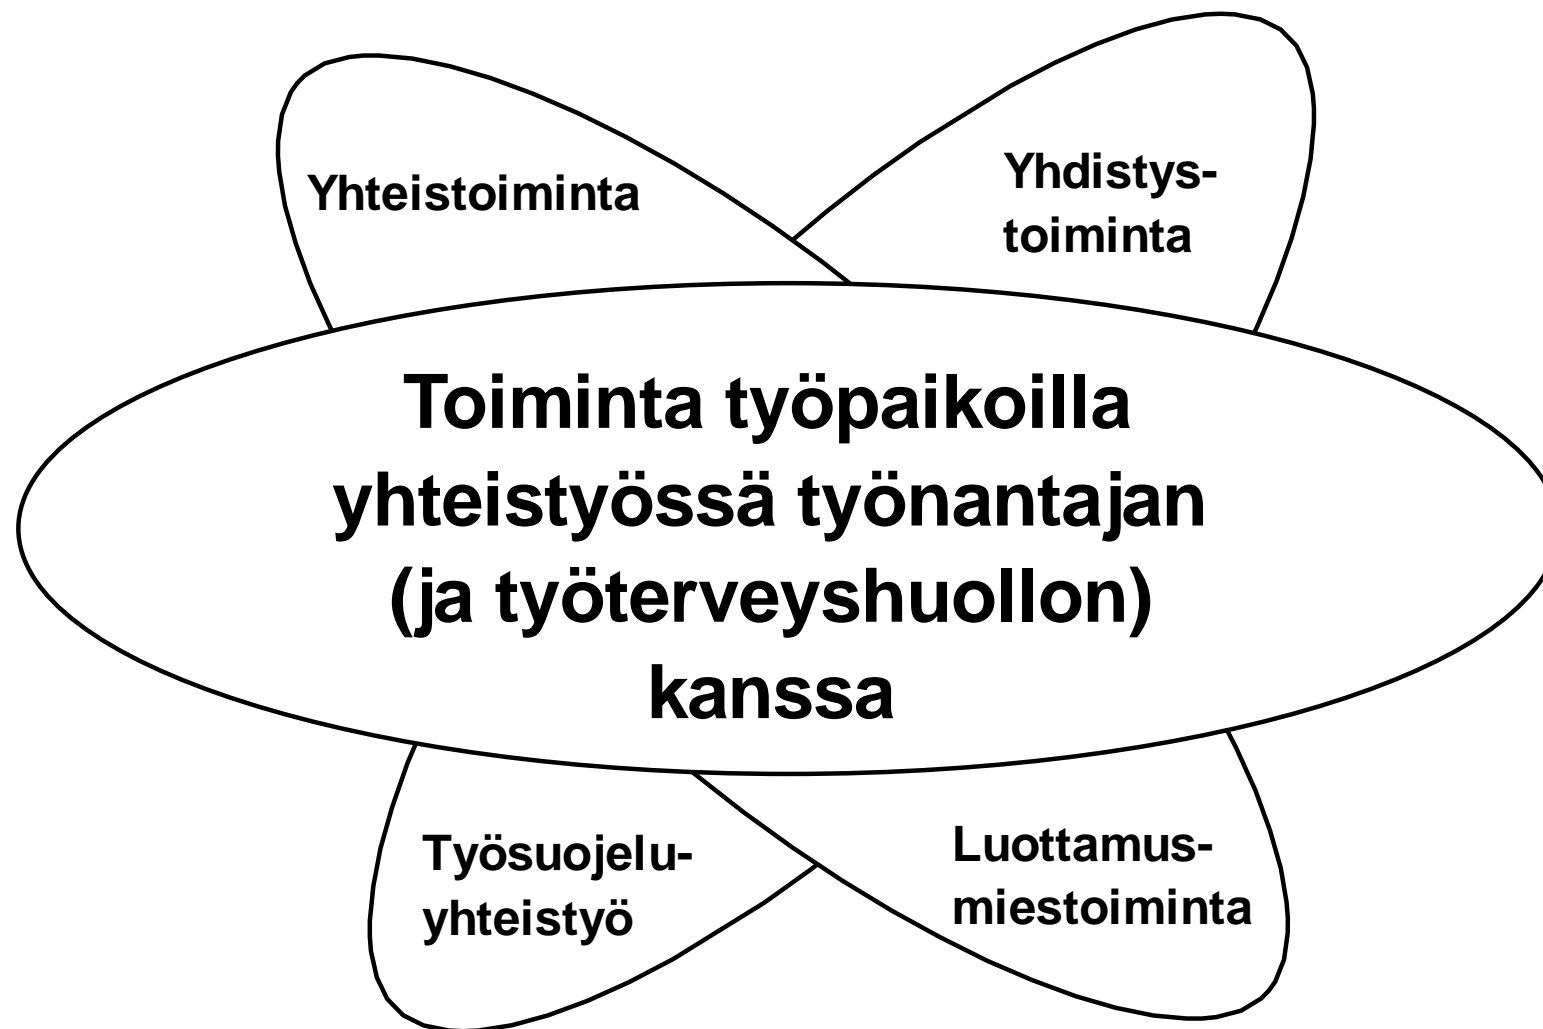 Yhteistoiminta
Yhdistys-
toiminta
Toiminta työpaikoilla
yhteistyössä työnantajan
(ja työterveyshuollon)
kanssa
Työsuojelu-
yhteistyö
Luottamus-
miestoiminta